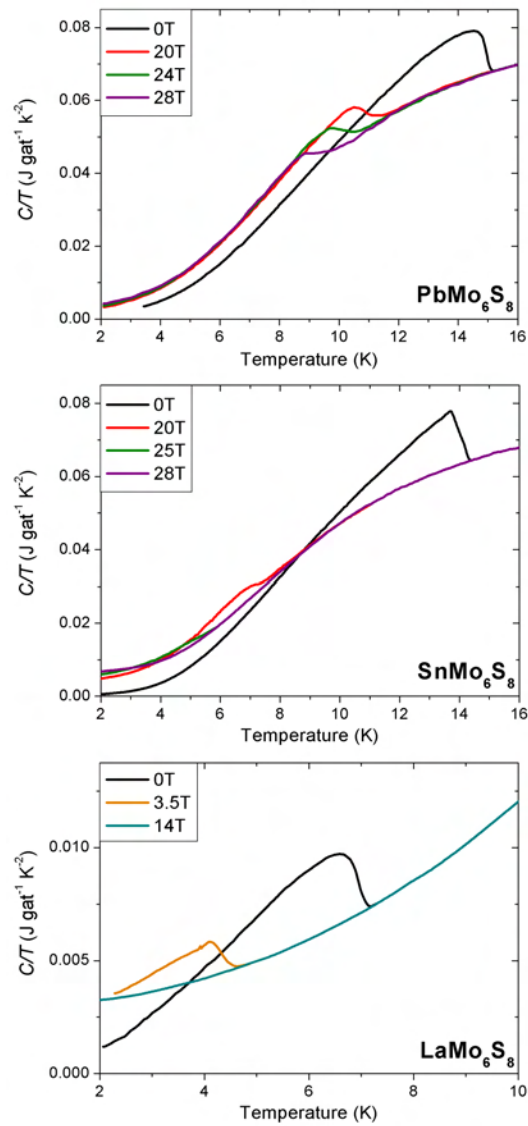 0T
20T
24T
28T
0.08
0.06
0.04
0.02
0.00
C/T (J gat⁻¹ k⁻²)
PbMo₆S₈
2 4 6 8 10 12 14 16
Temperature (K)
0T
20T
25T
28T
0.08
0.06
0.04
0.02
0.00
C/T (J gat⁻¹ K⁻²)
SnMo₆S₈
2 4 6 8 10 12 14 16
Temperature (K)
0T
3.5T
14T
0.010
0.005
0.000
C/T (J gat⁻¹ K⁻²)
LaMo₆S₈
2 4 6 8 10
Temperature (K)